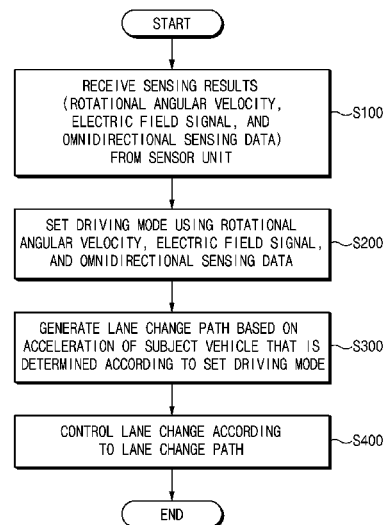 START
RECEIVE SENSING RESULTS
(ROTATIONAL ANGULAR VELOCITY,
ELECTRIC FIELD SIGNAL, AND
OMNIDIRECTIONAL SENSING DATA)
FROM SENSOR UNIT
S100
SET DRIVING MODE USING ROTATIONAL
ANGULAR VELOCITY, ELECTRIC FIELD SIGNAL,
AND OMNIDIRECTIONAL SENSING DATA
S200
GENERATE LANE CHANGE PATH BASED ON
ACCELERATION OF SUBJECT VEHICLE THAT IS
DETERMINED ACCORDING TO SET DRIVING MODE
S300
CONTROL LANE CHANGE ACCORDING
TO LANE CHANGE PATH
S400
END